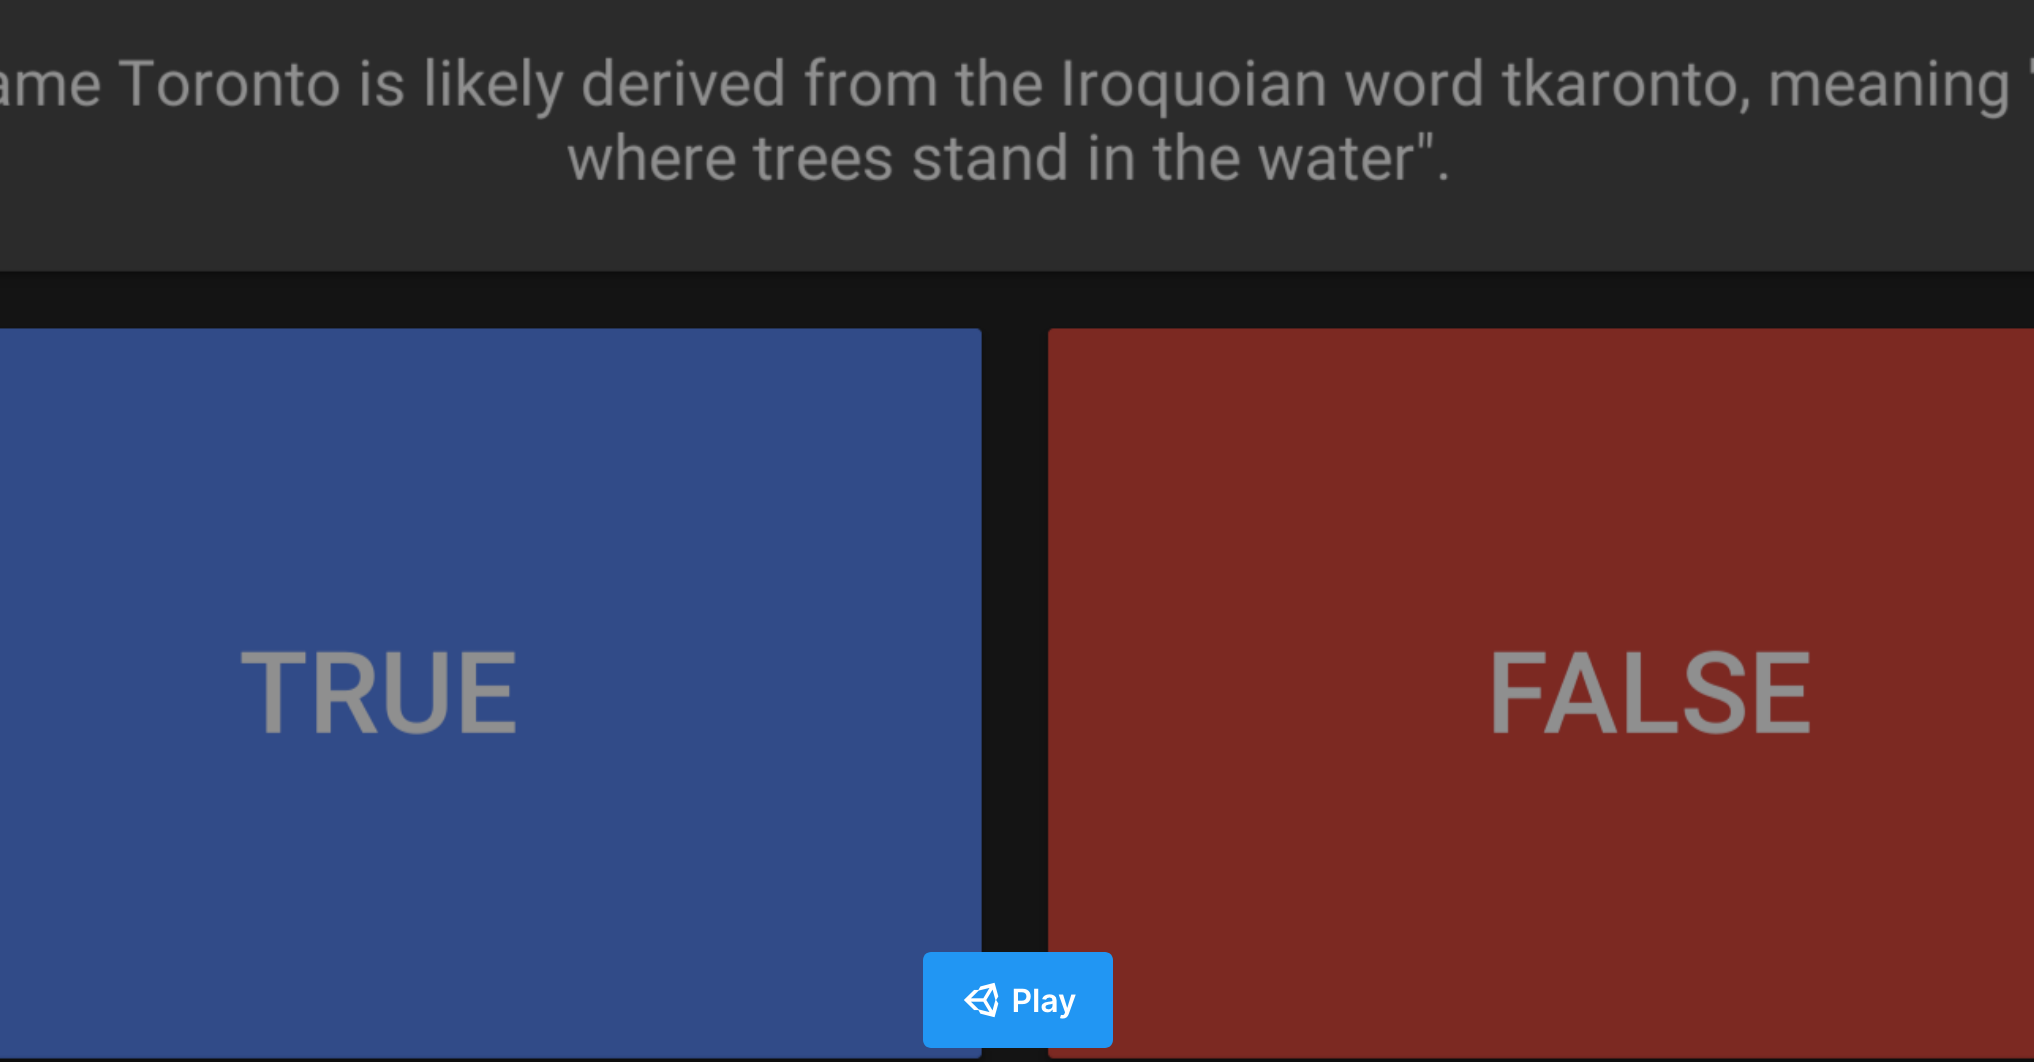 ame Toronto is likely derived from the Iroquoian word tkaronto, meaning "
where trees stand in the water".
TRUE
FALSE
Play